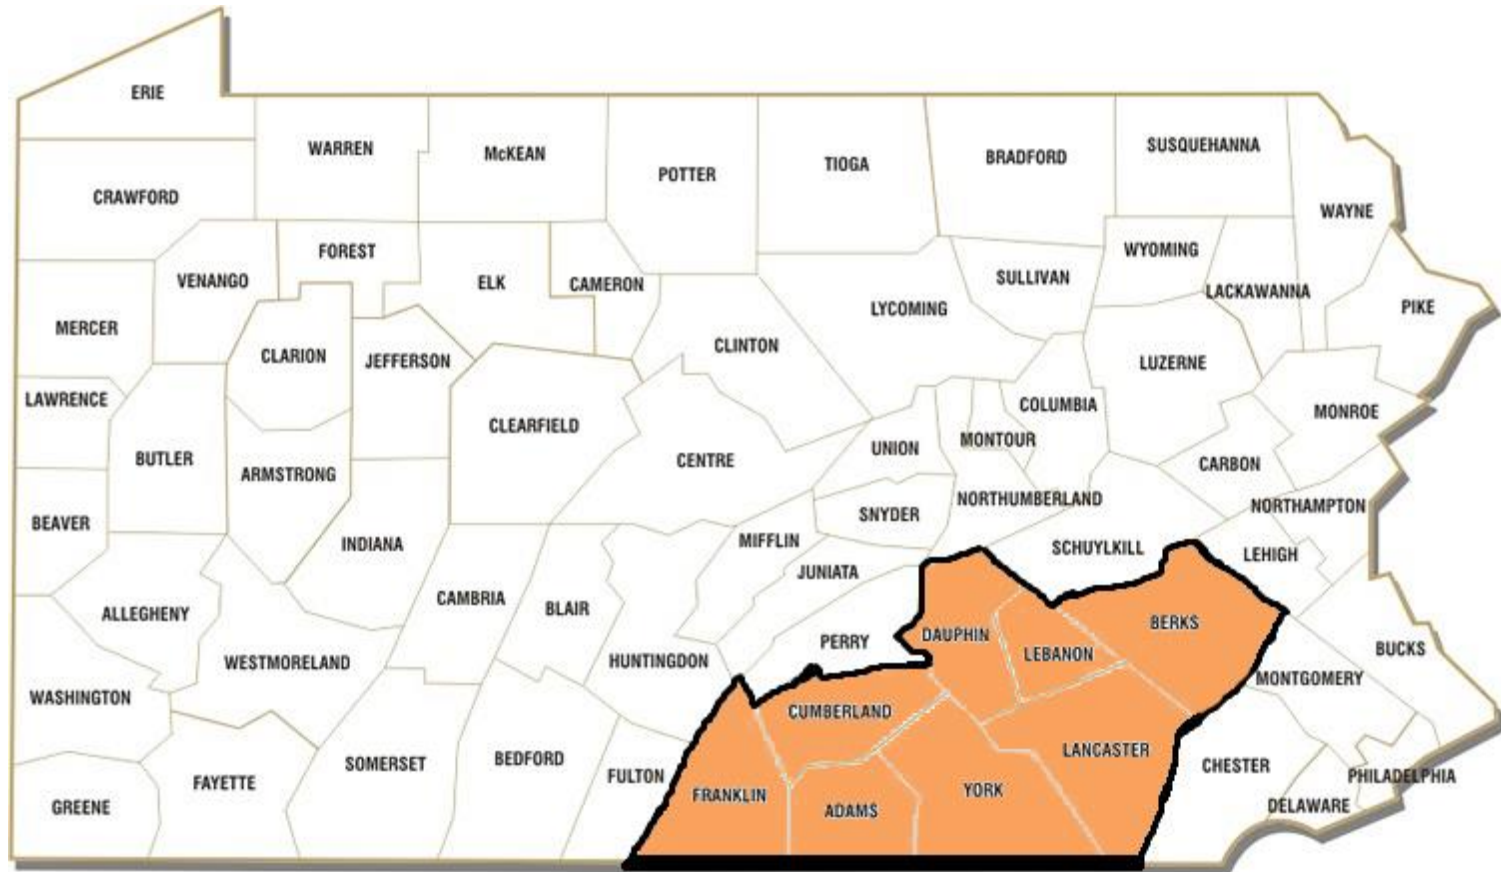 ERIE
WARREN
McKEAN
POTTER
TIOGA
BRADFORD
SUSQUEHANNA
CRAWFORD
WAYNE
FOREST
VENANGO
ELK
CAMERON
SULLIVAN
WYOMING
LACKAWANNA
PIKE
MERCER
CLARION
JEFFERSON
CLINTON
LYCOMING
LUZERNE
LAWRENCE
BUTLER
ARMSTRONG
CLEARFIELD
CENTRE
UNION
MONTOUR
COLUMBIA
CARBON
MONROE
BEAVER
INDIANA
SNYDER
NORTHUMBERLAND
NORTHAMPTON
MIFFLIN
JUNIATA
SCHUYLKILL
LEHIGH
ALLEGHENY
CAMBRIA
BLAIR
PERRY
DAUPHIN
LEBANON
BERKS
BUCKS
WASHINGTON
WESTMORELAND
HUNTINGDON
CUMBERLAND
MONTGOMERY
GREENE
FAYETTE
SOMERSET
BEDFORD
FULTON
FRANKLIN
ADAMS
YORK
LANCASTER
CHESTER
DELAWARE
PHILADELPHIA